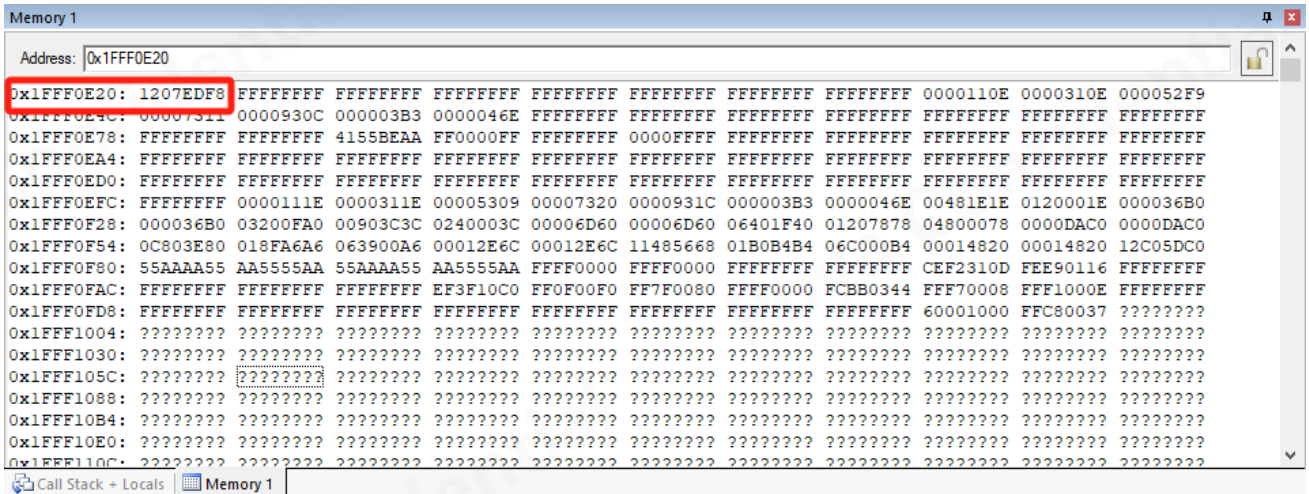 Memory 1
Address: 0x1FFF0E20
0x1FFF0E20: 1207EDF8 FFFFFFFF FFFFFFFF FFFFFFFF FFFFFFFF FFFFFFFF FFFFFFFF FFFFFFFF 0000110E 0000310E 000052F9
0x1FFF0E4C: 00007311 0000930C 000003B3 0000046E FFFFFFFF FFFFFFFF FFFFFFFF FFFFFFFF FFFFFFFF FFFFFFFF FFFFFFFF
0x1FFF0E78: FFFFFFFF FFFFFFFF 4155BEAA FF0000FF FFFFFFFF 0000FFFF FFFFFFFF FFFFFFFF FFFFFFFF FFFFFFFF FFFFFFFF
0x1FFF0EA4: FFFFFFFF FFFFFFFF FFFFFFFF FFFFFFFF FFFFFFFF FFFFFFFF FFFFFFFF FFFFFFFF FFFFFFFF FFFFFFFF FFFFFFFF
0x1FFF0ED0: FFFFFFFF FFFFFFFF FFFFFFFF FFFFFFFF FFFFFFFF FFFFFFFF FFFFFFFF FFFFFFFF FFFFFFFF FFFFFFFF FFFFFFFF
0x1FFF0EFC: FFFFFFFF 0000111E 0000311E 00005309 00007320 0000931C 000003B3 0000046E 00481E1E 0120001E 000036B0
0x1FFF0F28: 000036B0 03200FA0 00903C3C 0240003C 00006D60 00006D60 06401F40 01207878 04800078 0000DAC0 0000DAC0
0x1FFF0F54: 0C803E80 018FA6A6 063900A6 00012E6C 00012E6C 11485668 01B0B4B4 06C000B4 00014820 00014820 12C05DC0
0x1FFF0F80: 55AAAA55 AA5555AA 55AAAA55 AA5555AA FFFF0000 FFFF0000 FFFFFFFF FFFFFFFF CEF2310D FEE90116 FFFFFFFF
0x1FFF0FAC: FFFFFFFF FFFFFFFF FFFFFFFF EF3F10C0 FF0F00F0 FF7F0080 FFFF0000 FCBB0344 FFF70008 FFF1000E FFFFFFFF
0x1FFF0FD8: FFFFFFFF FFFFFFFF FFFFFFFF FFFFFFFF FFFFFFFF FFFFFFFF FFFFFFFF FFFFFFFF 60001000 FFC80037 ????????
0x1FFF1004: ???????? ???????? ???????? ???????? ???????? ???????? ???????? ???????? ???????? ???????? ????????
0x1FFF1030: ???????? ???????? ???????? ???????? ???????? ???????? ???????? ???????? ???????? ???????? ????????
0x1FFF105C: ???????? ???????? ???????? ???????? ???????? ???????? ???????? ???????? ???????? ???????? ????????
0x1FFF1088: ???????? ???????? ???????? ???????? ???????? ???????? ???????? ???????? ???????? ???????? ????????
0x1FFF10B4: ???????? ???????? ???????? ???????? ???????? ???????? ???????? ???????? ???????? ???????? ????????
0x1FFF10E0: ???????? ???????? ???????? ???????? ???????? ???????? ???????? ???????? ???????? ???????? ????????
0x1FFF110C: ???????? ???????? ???????? ???????? ???????? ???????? ???????? ???????? ???????? ???????? ????????
Call Stack + Locals Memory 1